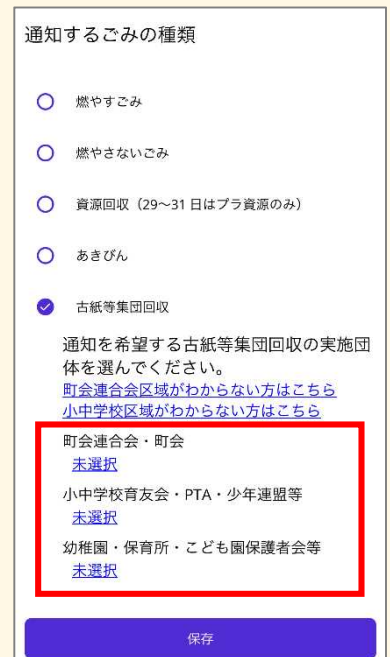 通知するごみの種類
燃やすごみ
燃やさないごみ
資源回収（29～31 日はプラ資源のみ）
あきびん
古紙等集団回収
通知を希望する古紙等集団回収の実施団
体を選んでください。
町会連合会区域がわからない方はこちら
小中学校区域がわからない方はこちら
町会連合会・町会
未選択
小中学校育友会・PTA・少年連盟等
未選択
幼稚園・保育所・こども園保護者会等
未選択
保存